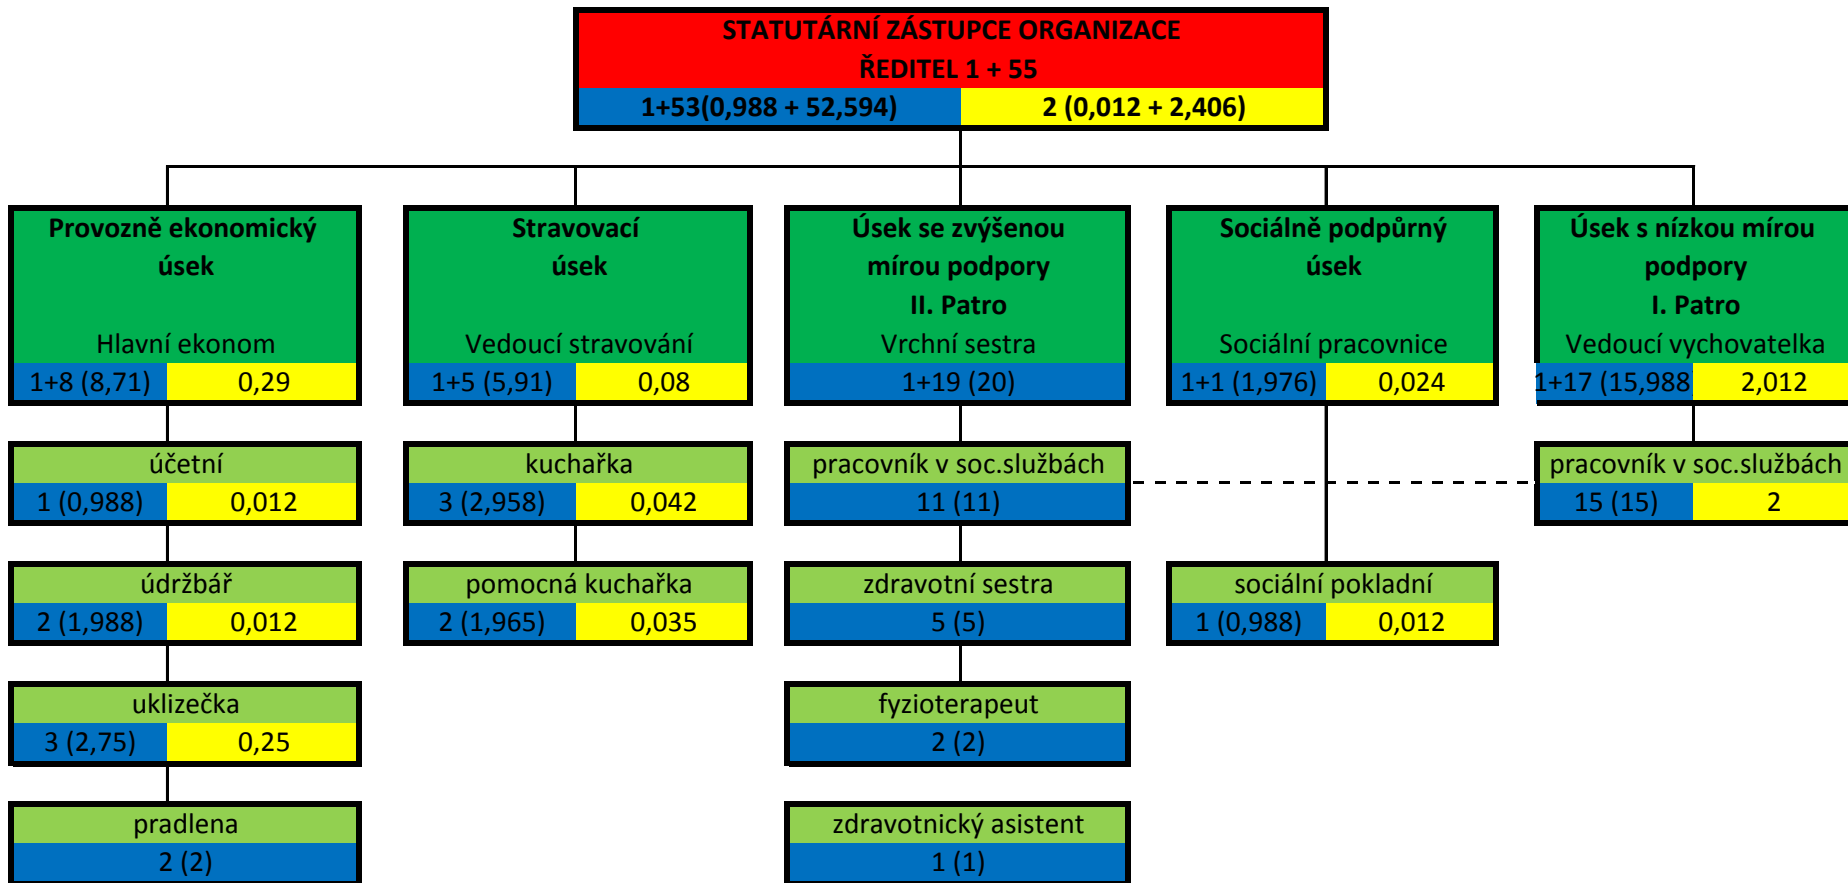 STATUTÁRNÍ ZÁSTUPCE ORGANIZACE
ŘEDITEL 1 + 55
1+53(0,988 + 52,594)
2 (0,012 + 2,406)
Provozně ekonomický
úsek
Hlavní ekonom
1+8 (8,71)
0,29
účetní
1 (0,988)
0,012
údržbář
2 (1,988)
0,012
uklizečka
3 (2,75)
0,25
pradlena
2 (2)
Stravovací
úsek
Vedoucí stravování
1+5 (5,91)
0,08
kuchařka
3 (2,958)
0,042
pomocná kuchařka
2 (1,965)
0,035
Úsek se zvýšenou
mírou podpory
II. Patro
Vrchní sestra
1+19 (20)
pracovník v soc.službách
11 (11)
zdravotní sestra
5 (5)
fyzioterapeut
2 (2)
zdravotnický asistent
1 (1)
Sociálně podpůrný
úsek
Sociální pracovnice
1+1 (1,976)
0,024
sociální pokladní
1 (0,988)
0,012
Úsek s nízkou mírou
podpory
I. Patro
Vedoucí vychovatelka
1+17 (15,988
2,012
pracovník v soc.službách
15 (15)
2